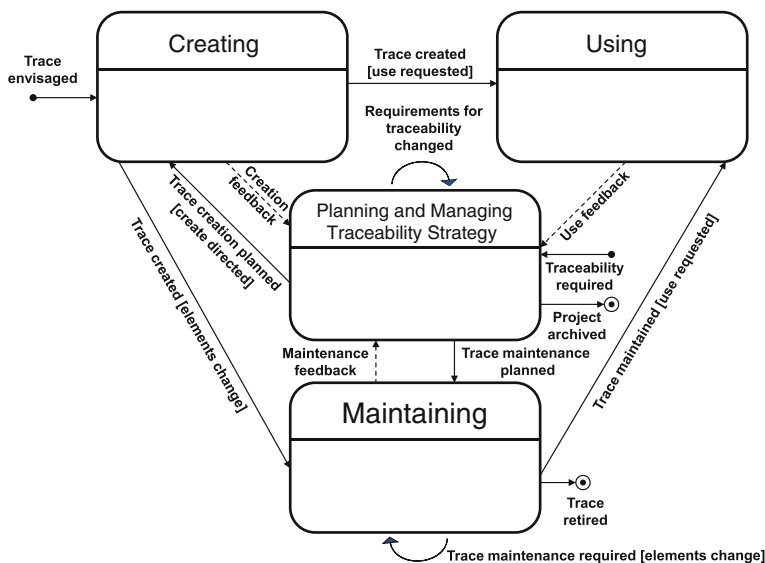 Creating
Using
Trace
envisaged
Trace created
[use requested]
Requirements for
traceability
changed
Creation
feedback
Trace creation planned
[create directed]
Use feedback
Planning and Managing
Traceability Strategy
Traceability
required
Project
archived
Trace created [elements change]
Maintenance
feedback
Trace maintenance
planned
Trace maintained [use requested]
Maintaining
Trace
retired
Trace maintenance required [elements change]